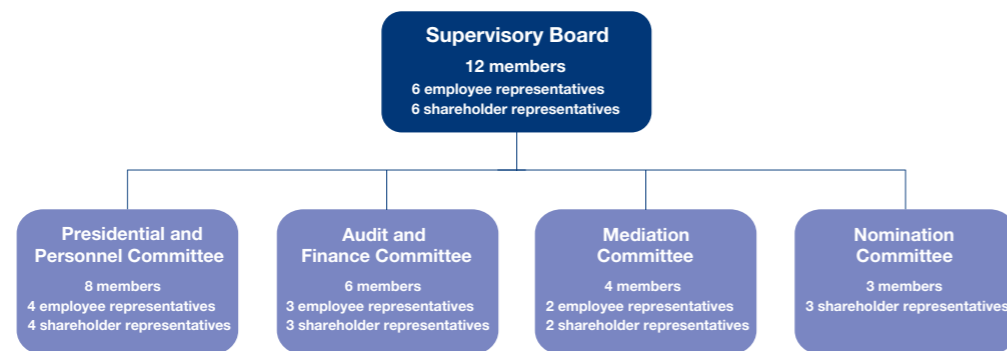 Supervisory Board
12 members
6 employee representatives
6 shareholder representatives
Presidential and
Personnel Committee
8 members
4 employee representatives
4 shareholder representatives
Audit and
Finance Committee
6 members
3 employee representatives
3 shareholder representatives
Mediation
Committee
4 members
2 employee representatives
2 shareholder representatives
Nomination
Committee
3 members
3 shareholder representatives